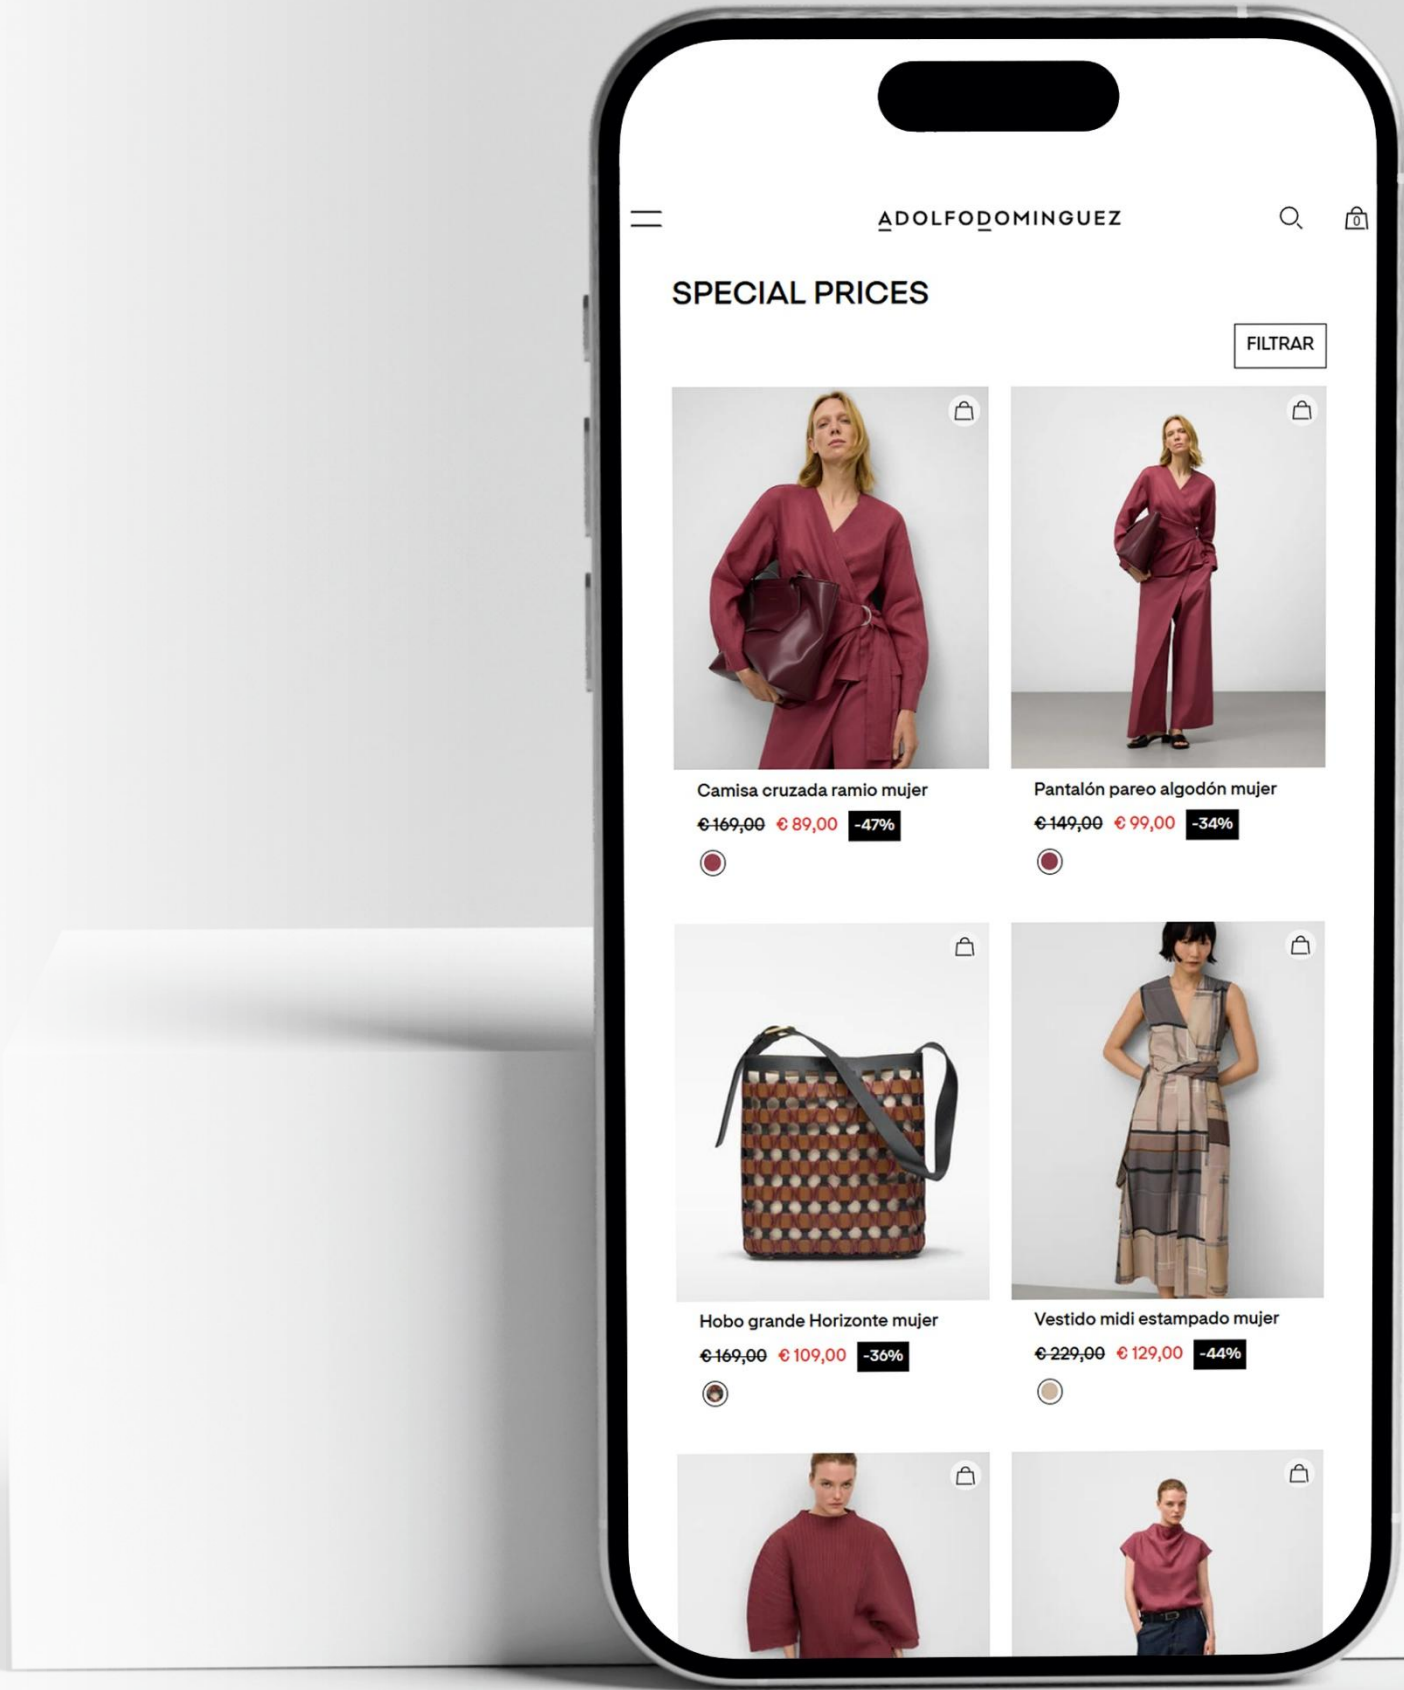 ADOLFODOMINGUEZ
0
SPECIAL PRICES
FILTRAR
Camisa cruzada ramio mujer
€ 169,00 € 89,00 -47%
Pantalón pareo algodón mujer
€ 149,00 € 99,00 -34%
Hobo grande Horizonte mujer
€ 169,00 € 109,00 -36%
Vestido midi estampado mujer
€ 229,00 € 129,00 -44%